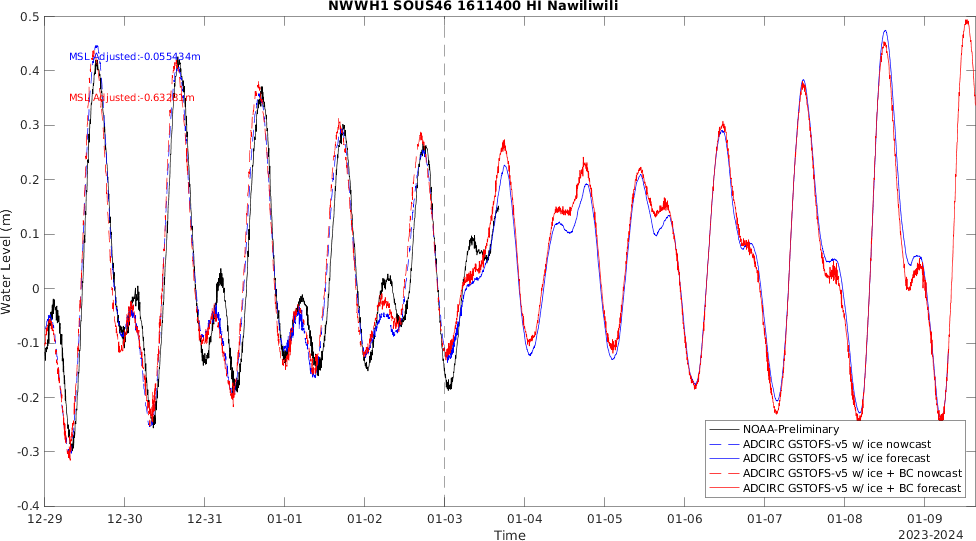 NWWH1 SOUS46 1611400 HI Nawiliwili
0.5
0.4
0.3
0.2
0.1
0
-0.1
-0.2
-0.3
-0.4
Water Level (m)
MSL Adjusted:-0.055434m
MSL Adjusted:
NOAA-Preliminary
ADCIRC GSTOFS-v5 w/ ice nowcast
ADCIRC GSTOFS-v5 w/ ice forecast
ADCIRC GSTOFS-v5 w/ ice + BC nowcast
ADCIRC GSTOFS-v5 w/ ice + BC forecast
12-29 12-30 12-31 01-01 01-02 01-03 01-04 01-05 01-06 01-07 01-08 01-09
Time
2023-2024